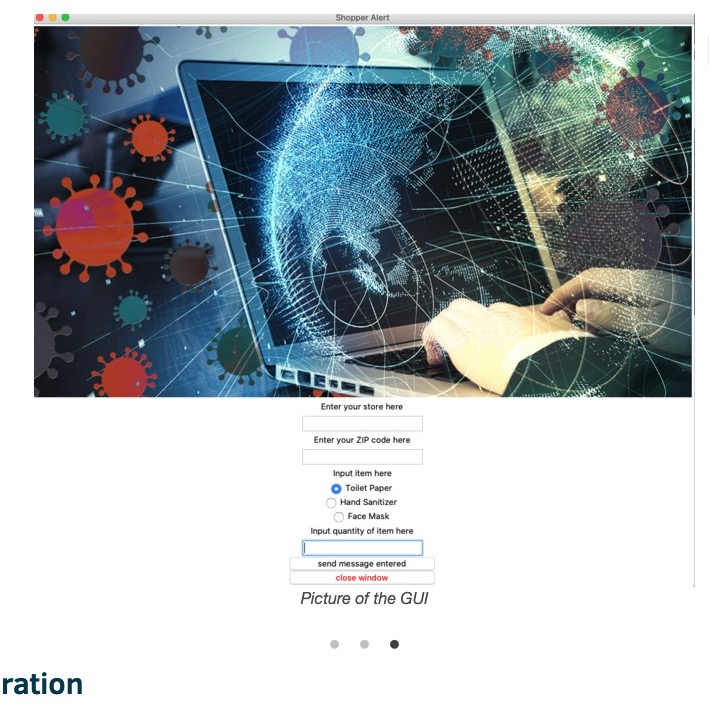 Shopper Alert
Enter your store here
Enter your ZIP code here
Input item here
Toilet Paper
Hand Sanitizer
Face Mask
Input quantity of item here
send message entered
close window
Picture of the GUI
ration